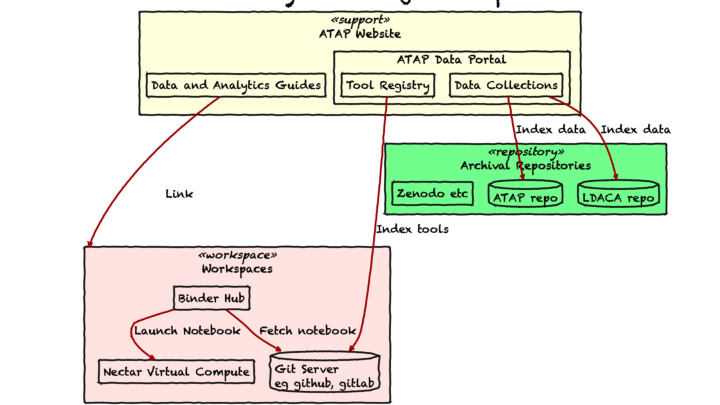 «support»
ATAP Website
ATAP Data Portal
Data and Analytics Guides
Tool Registry
Data Collections
Index data
Index data
«repository»
Archival Repositories
Zenodo etc
ATAP repo
LDACA repo
Link
Index tools
«workspace»
Workspaces
Binder Hub
Launch Notebook
Fetch notebook
Nectar Virtual Compute
Git Server
eg github, gitlab